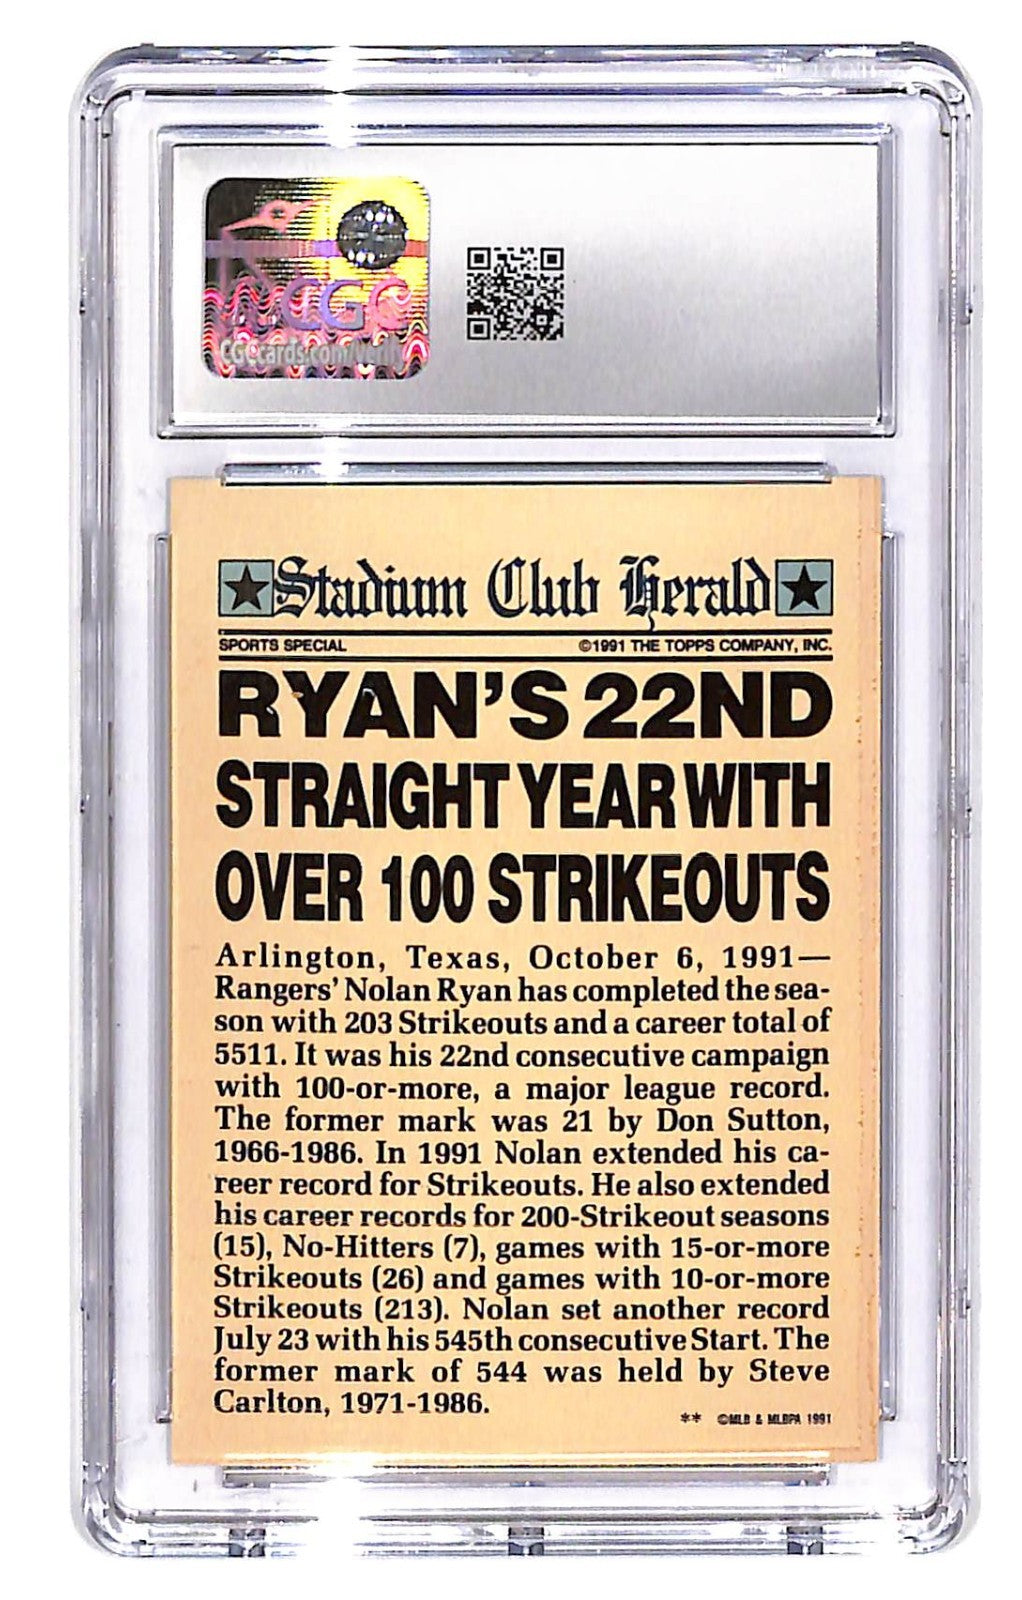 CGC
CGCcards.com/verify
Stadium Club Herald
SPORTS SPECIAL ©1991 THE TOPPS COMPANY, INC.
RYAN'S 22ND
STRAIGHT YEAR WITH
OVER 100 STRIKEOUTS
Arlington, Texas, October 6, 1991—
Rangers' Nolan Ryan has completed the sea-
son with 203 Strikeouts and a career total of
5511. It was his 22nd consecutive campaign
with 100-or-more, a major league record.
The former mark was 21 by Don Sutton,
1966-1986. In 1991 Nolan extended his ca-
reer record for Strikeouts. He also extended
his career records for 200-Strikeout seasons
(15), No-Hitters (7), games with 15-or-more
Strikeouts (26) and games with 10-or-more
Strikeouts (213). Nolan set another record
July 23 with his 545th consecutive Start. The
former mark of 544 was held by Steve
Carlton, 1971-1986.
** ©MLB & MLBPA 1991